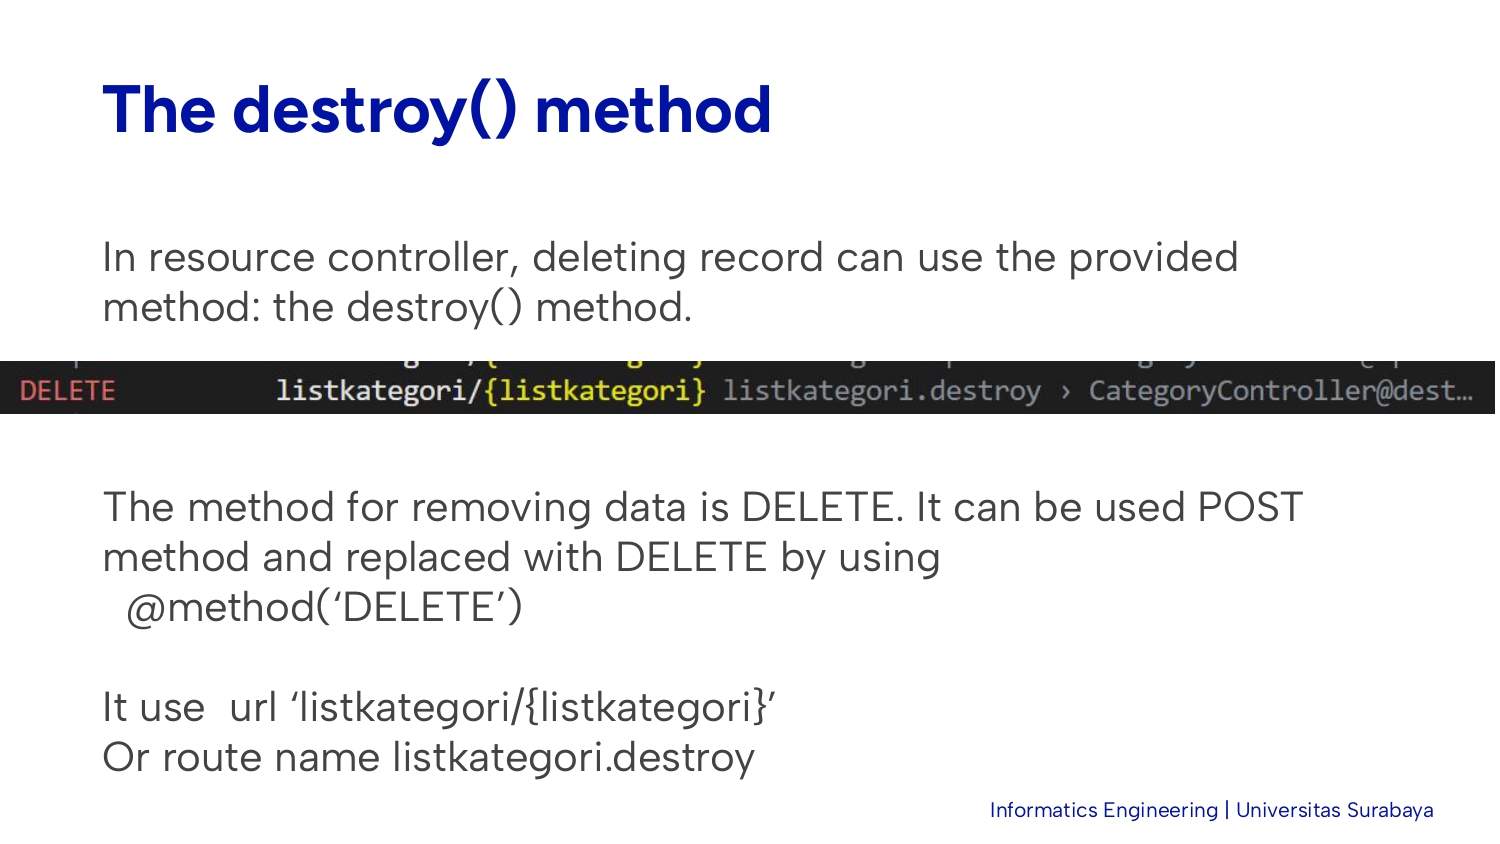 The destroy() method
In resource controller, deleting record can use the provided
method: the destroy() method.
DELETE listkategori/{listkategori} listkategori.destroy › CategoryController@dest…
The method for removing data is DELETE. It can be used POST
method and replaced with DELETE by using
@method(‘DELETE’)
It use  url ‘listkategori/{listkategori}’
Or route name listkategori.destroy
Informatics Engineering | Universitas Surabaya